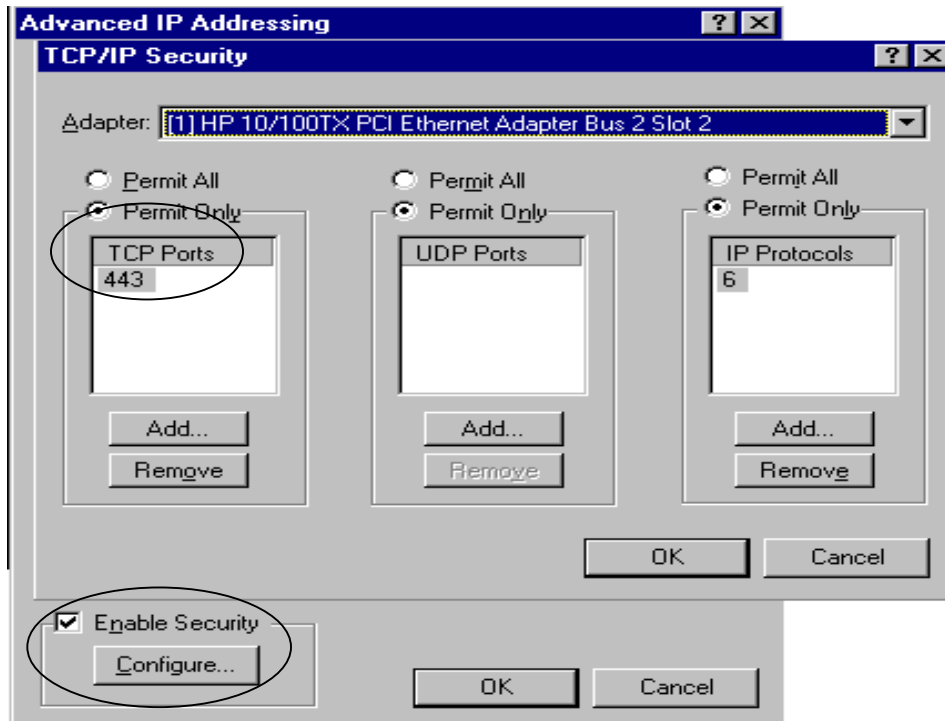 Advanced IP Addressing
TCP/IP Security
Adapter: [1] HP 10/100TX PCI Ethernet Adapter Bus 2 Slot 2
Permit All
Permit Only
TCP Ports
443
Add...
Remove
Permit All
Permit Only
UDP Ports
Add...
Remove
Permit All
Permit Only
IP Protocols
6
Add...
Remove
OK Cancel
Enable Security
Configure...
OK Cancel